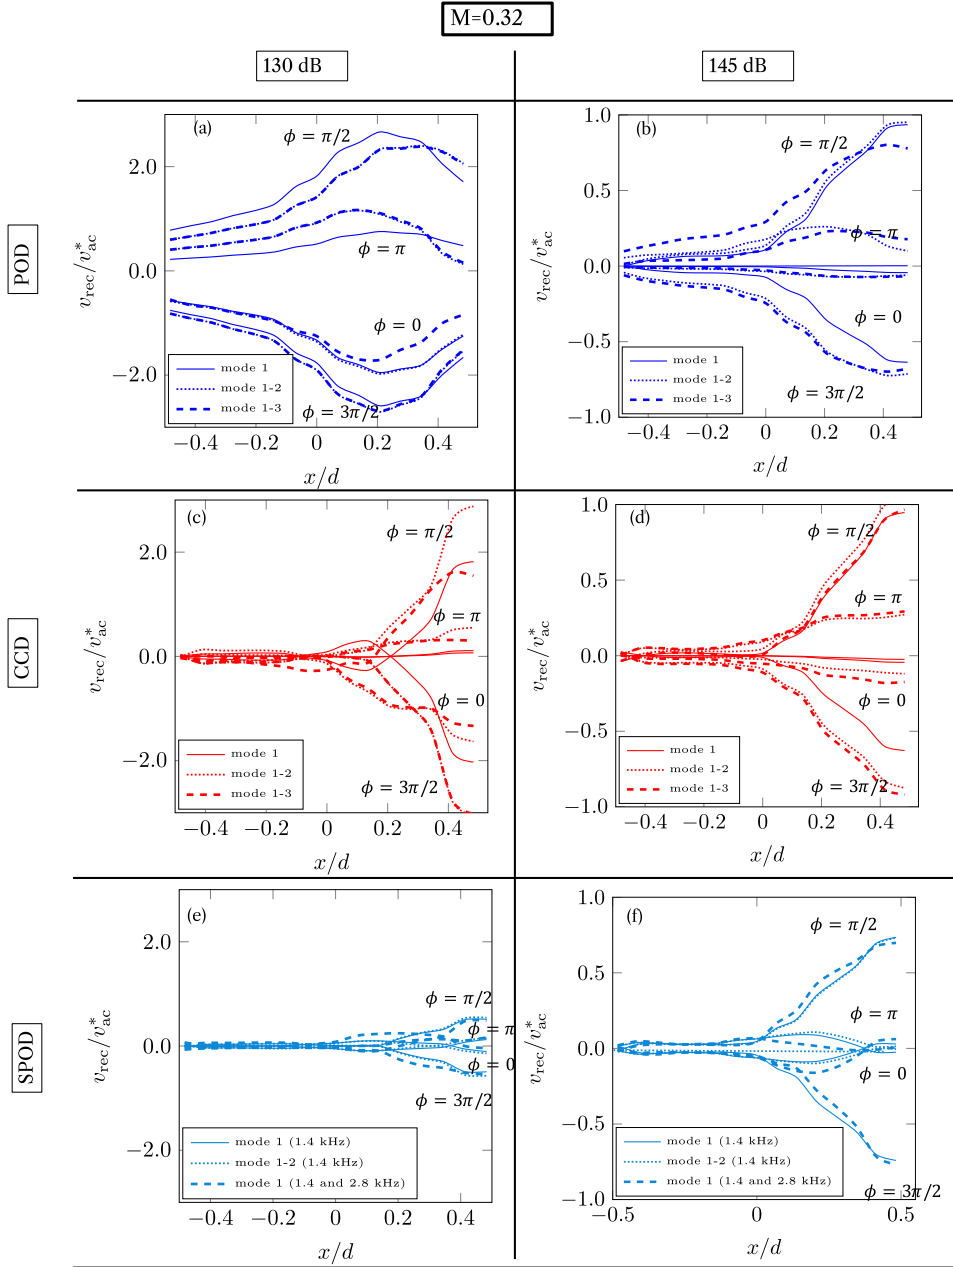 M=0.32
130 dB
145 dB
POD
(a)
ϕ = π/2
ϕ = π
ϕ = 0
ϕ = 3π/2
2.0
0.0
−2.0
v_rec/v*_ac
mode 1
mode 1-2
mode 1-3
−0.4 −0.2 0 0.2 0.4
x/d
(b)
ϕ = π/2
ϕ = π
ϕ = 0
ϕ = 3π/2
1.0
0.5
0.0
−0.5
−1.0
v_rec/v*_ac
mode 1
mode 1-2
mode 1-3
−0.4 −0.2 0 0.2 0.4
x/d
CCD
(c)
ϕ = π/2
ϕ = π
ϕ = 0
ϕ = 3π/2
2.0
0.0
−2.0
v_rec/v*_ac
mode 1
mode 1-2
mode 1-3
−0.4 −0.2 0 0.2 0.4
x/d
(d)
ϕ = π/2
ϕ = π
ϕ = 0
ϕ = 3π/2
1.0
0.5
0.0
−0.5
−1.0
v_rec/v*_ac
mode 1
mode 1-2
mode 1-3
−0.4 −0.2 0 0.2 0.4
x/d
SPOD
(e)
ϕ = π/2
ϕ = π
ϕ = 0
ϕ = 3π/2
2.0
0.0
−2.0
v_rec/v*_ac
mode 1 (1.4 kHz)
mode 1-2 (1.4 kHz)
mode 1 (1.4 and 2.8 kHz)
−0.4 −0.2 0 0.2 0.4
x/d
(f)
ϕ = π/2
ϕ = π
ϕ = 0
ϕ = 3π/2
1.0
0.5
0.0
−0.5
−1.0
v_rec/v*_ac
mode 1 (1.4 kHz)
mode 1-2 (1.4 kHz)
mode 1 (1.4 and 2.8 kHz)
−0.5 0 0.5
x/d